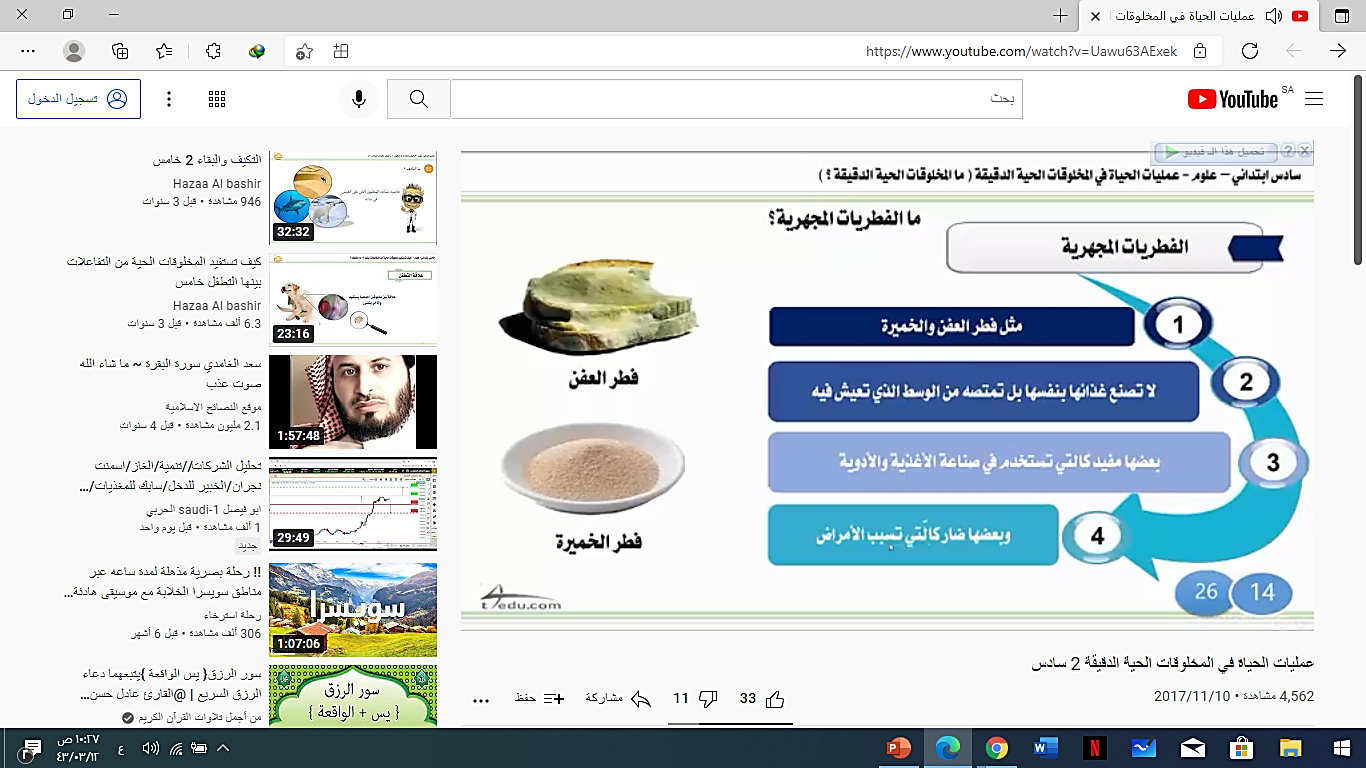 عمليات الحياة في المخلوقات
https://www.youtube.com/watch?v=Uawu63AExek
YouTube SA
بحث
تسجيل الدخول
تحميل هذا الـ فيديو
سادس ابتدائي – علوم - عمليات الحياة في المخلوقات الحية الدقيقة ( ما المخلوقات الحية الدقيقة ؟ )
ما الفطريات المجهرية؟
الفطريات المجهرية
1
مثل فطر العفن والخميرة
2
لا تصنع غذائها بنفسها بل تمتصه من الوسط الذي تعيش فيه
3
بعضها مفيد كالتي تستخدم في صناعة الأغذية والأدوية
4
وبعضها ضار كالّتي تسبب الأمراض
فطر العفن
فطر الخميرة
14
26
t4edu.com
عمليات الحياة في المخلوقات الحية الدقيقة 2 سادس
4,562 مشاهدة • 2017/11/10
33
11
مشاركة
حفظ
التكيف والبقاء 2 خامس
Hazaa Al bashir
946 مشاهدة • قبل 3 سنوات
32:32
كيف تستفيد المخلوقات الحية من التفاعلات
بينها التطفل خامس
Hazaa Al bashir
6.3 ألف مشاهدة • قبل 3 سنوات
علاقة التطفل
23:16
سعد الغامدي سورة البقرة ~ ما شاء الله
صوت عذب
موقع النصائح الاسلامية
2.1 مليون مشاهدة • قبل 4 سنوات
1:57:48
تحليل الشركات//تنمية/الغاز/اسمنت
نجران/الخبير للدخل/سابك للمغذيات/...
ابو فيصل saudi-1 الحربي
1 ألف مشاهدة • قبل يوم واحد
جديد
29:49
!! رحلة بصرية مذهلة لمدة ساعه عبر
مناطق سويسرا الخلابة مع موسيقى هادئة...
رحلة استرخاء
306 ألف مشاهدة • قبل 6 أشهر
سويسرا
1:07:06
سور الرزق{ يس الواقعة }يتبعهما دعاء
الرزق السريع | @القارئ عادل حسن...
من أجمل تلاوات القرآن الكريم
سور الرزق
{ يس + الواقعة }
١٠:٢٧ ص
٤٣/٠٣/١٢
ع